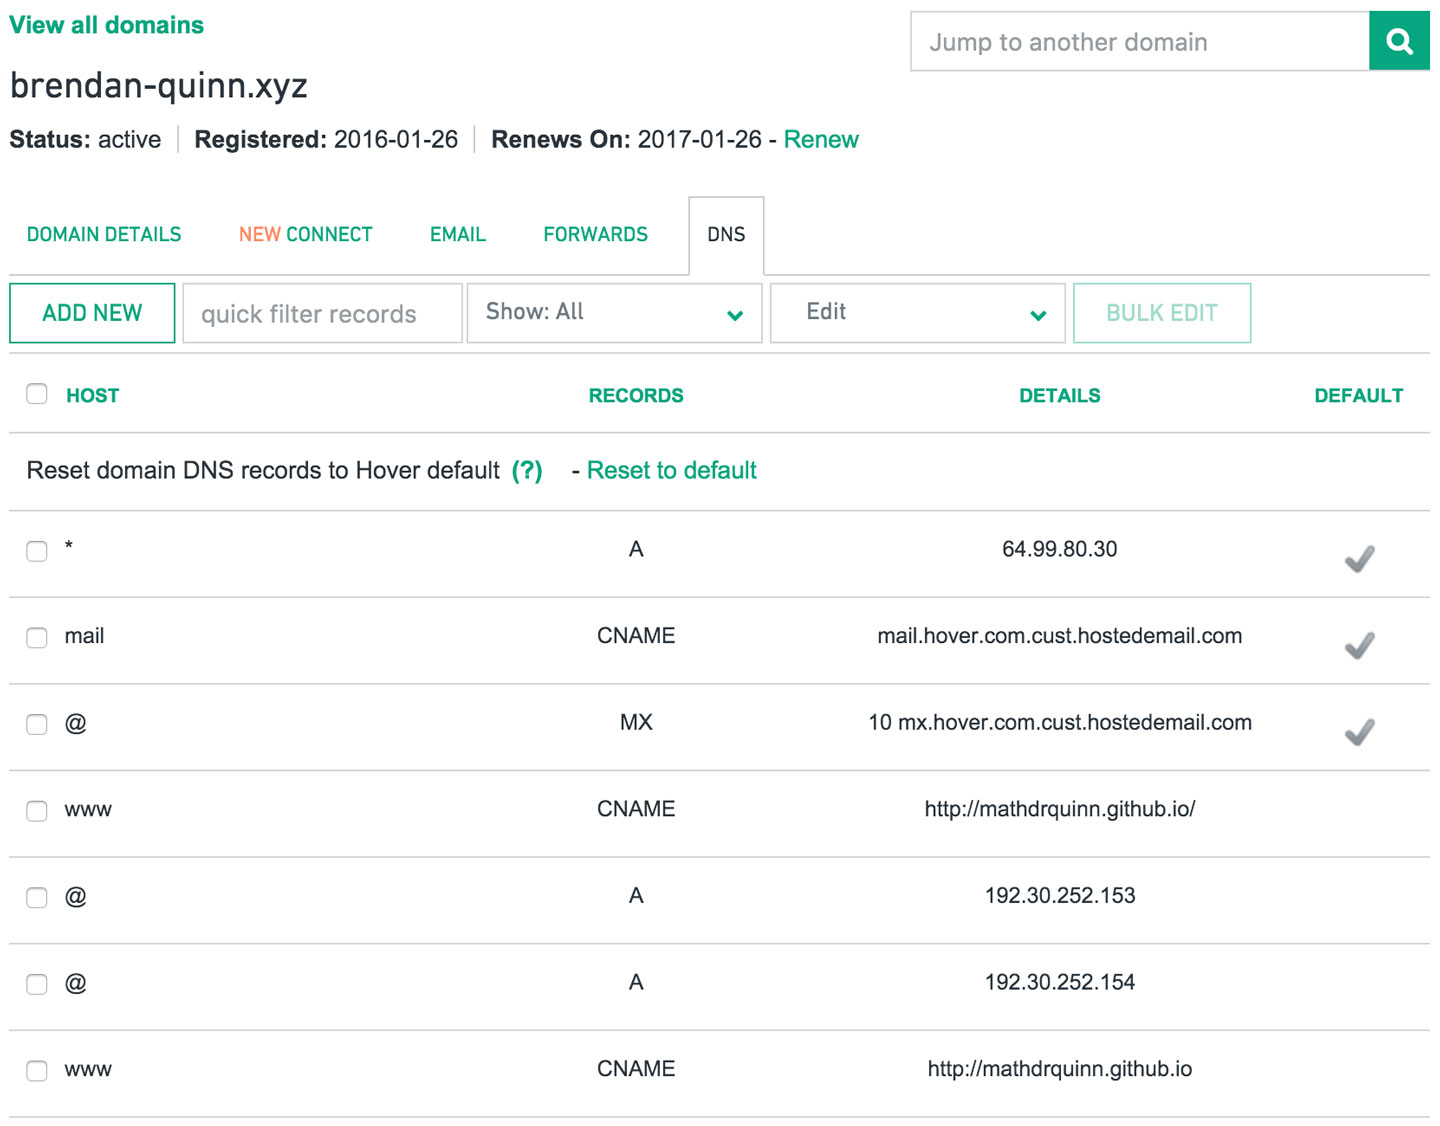 View all domains
Jump to another domain
brendan-quinn.xyz
Status: active Registered: 2016-01-26 Renews On: 2017-01-26 - Renew
DOMAIN DETAILS NEW CONNECT EMAIL FORWARDS DNS
ADD NEW quick filter records Show: All Edit BULK EDIT
HOST RECORDS DETAILS DEFAULT
Reset domain DNS records to Hover default (?) - Reset to default
* A 64.99.80.30
mail CNAME mail.hover.com.cust.hostedemail.com
@ MX 10 mx.hover.com.cust.hostedemail.com
www CNAME http://mathdrquinn.github.io/
@ A 192.30.252.153
@ A 192.30.252.154
www CNAME http://mathdrquinn.github.io